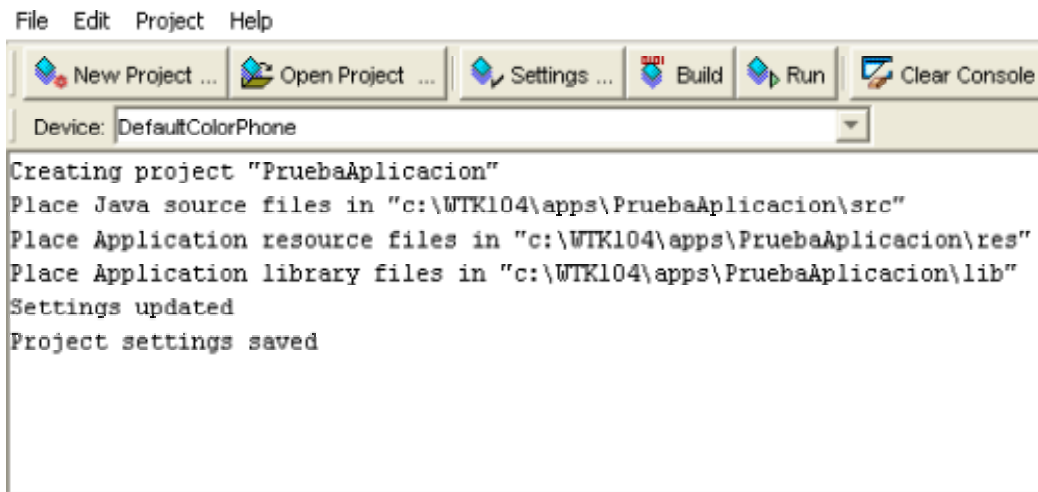 File Edit Project Help
New Project ... Open Project ... Settings ... Build Run Clear Console
Device: DefaultColorPhone
Creating project "PruebaAplicacion"
Place Java source files in "c:\WTK104\apps\PruebaAplicacion\src"
Place Application resource files in "c:\WTK104\apps\PruebaAplicacion\res"
Place Application library files in "c:\WTK104\apps\PruebaAplicacion\lib"
Settings updated
Project settings saved